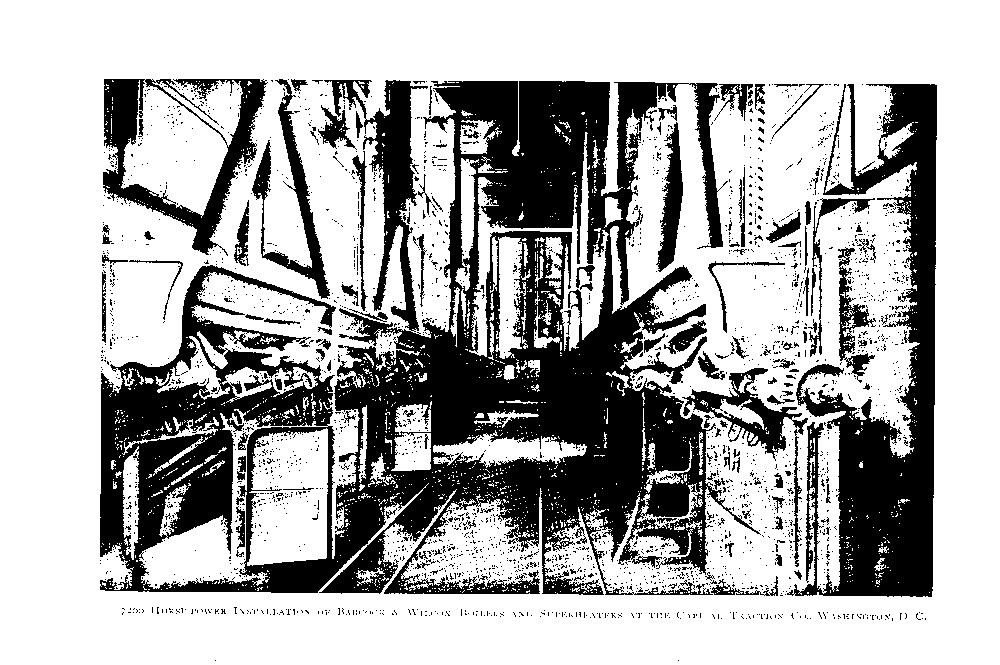 7200 Horse-power Installation of Babcock & Wilcox Boilers and Superheaters at the Capital Traction Co., Washington, D. C.